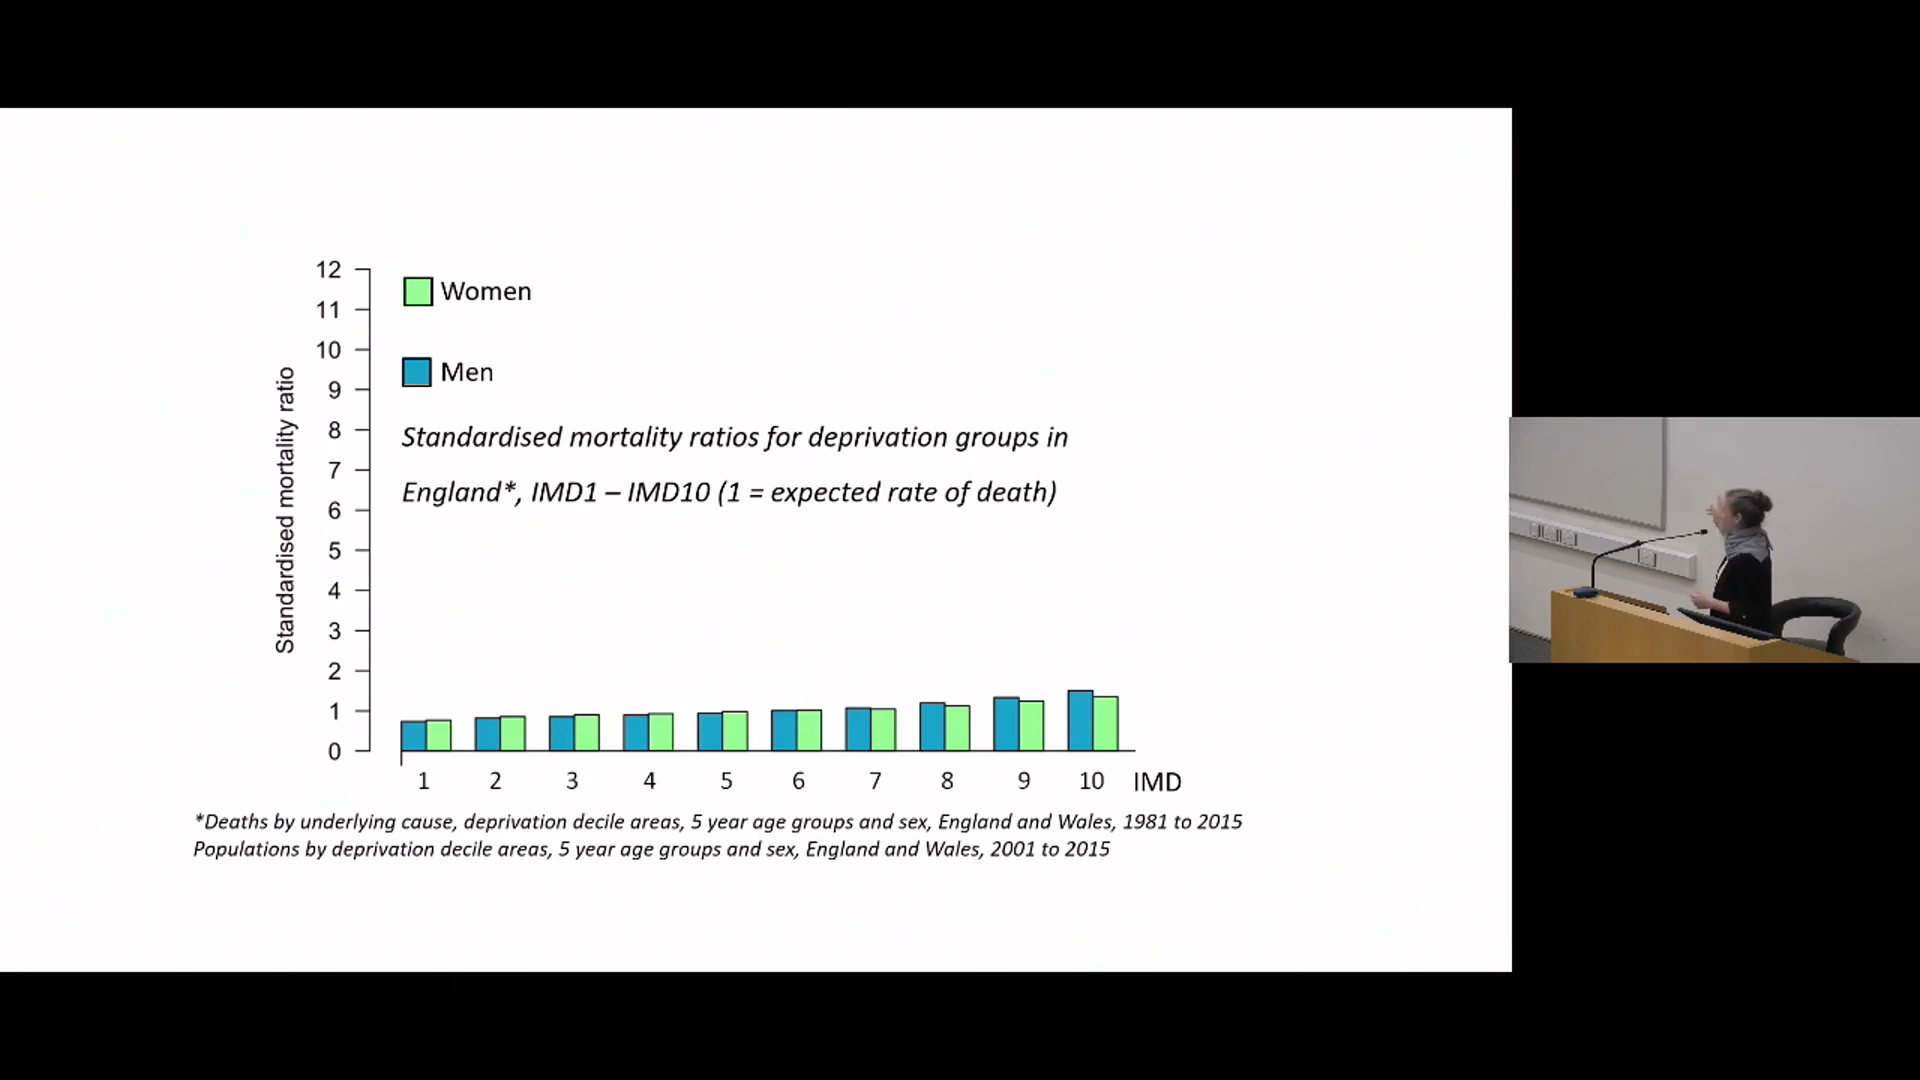 12
11
10
9
8
7
6
5
4
3
2
1
0
Standardised mortality ratio
Women
Men
Standardised mortality ratios for deprivation groups in
England*, IMD1 – IMD10 (1 = expected rate of death)
1 2 3 4 5 6 7 8 9 10 IMD
*Deaths by underlying cause, deprivation decile areas, 5 year age groups and sex, England and Wales, 1981 to 2015
Populations by deprivation decile areas, 5 year age groups and sex, England and Wales, 2001 to 2015